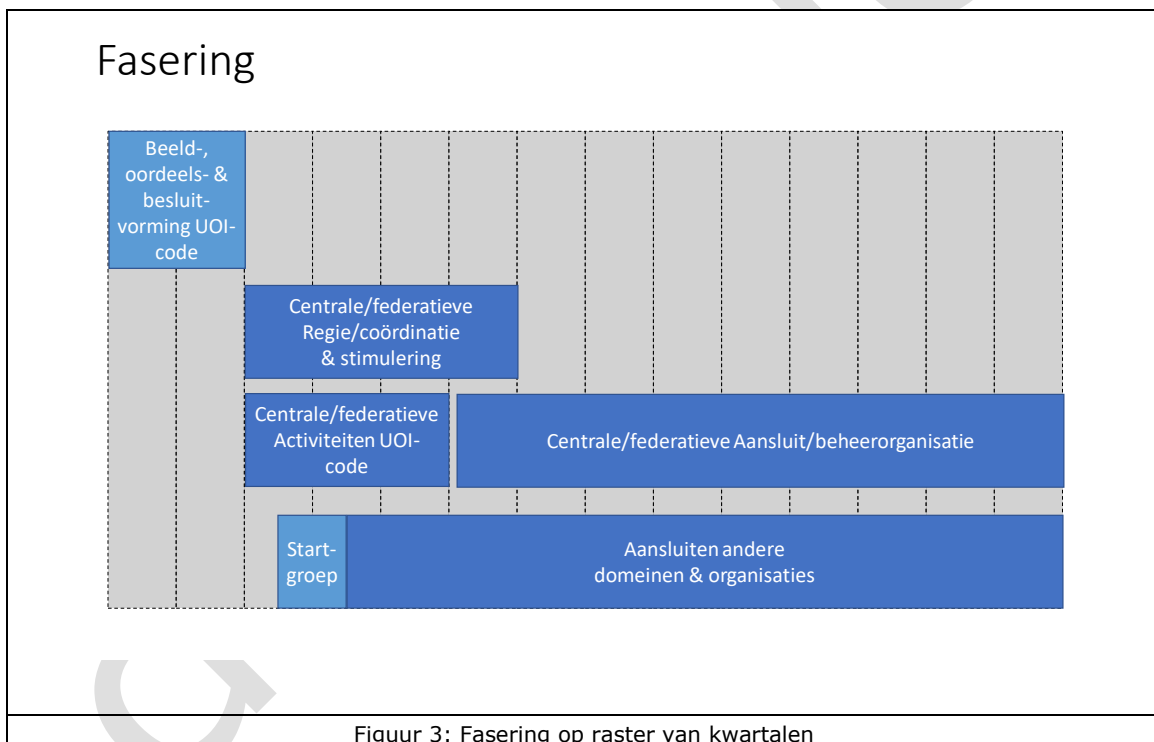 Fasering
Beeld-,
oordeels- &
besluit-
vorming UOI-
code
Centrale/federatieve
Regie/coördinatie
& stimulering
Centrale/federatieve
Activiteiten UOI-
code
Centrale/federatieve Aansluit/beheerorganisatie
Start-
groep
Aansluiten andere
domeinen & organisaties
Figuur 3: Fasering op raster van kwartalen